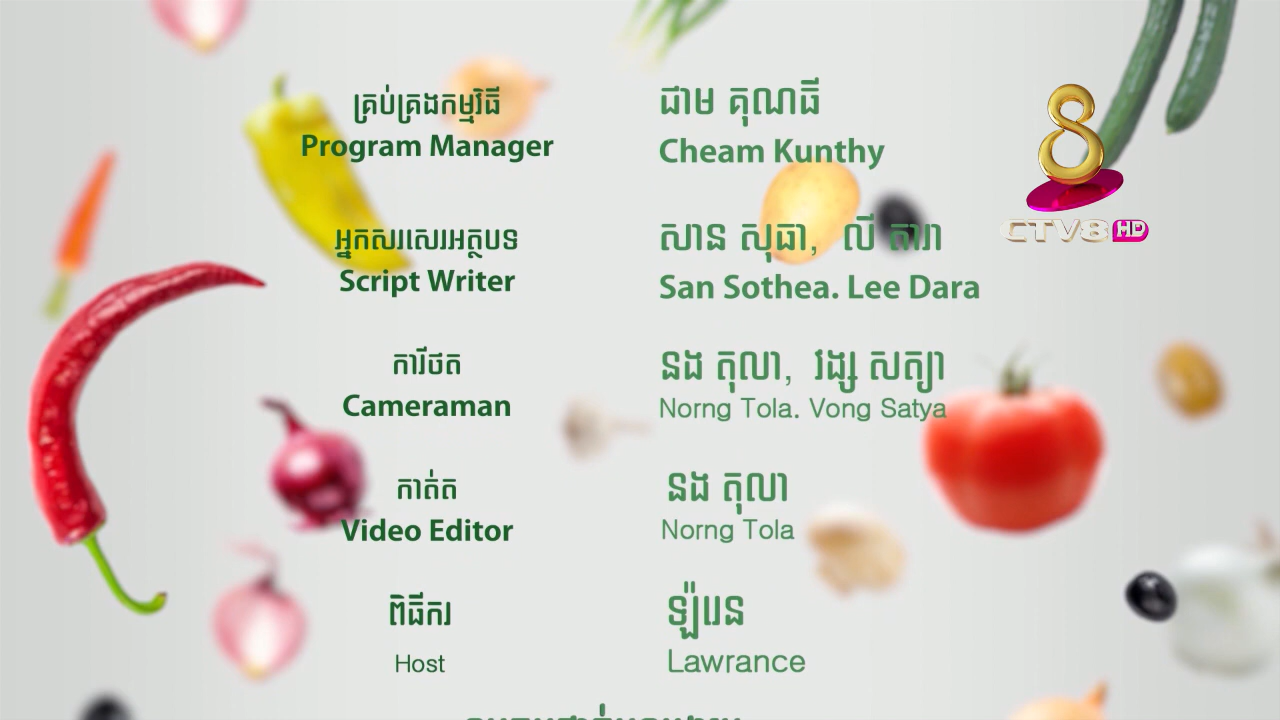 គ្រប់គ្រងកម្មវិធី ជាម គុណធី
Program Manager Cheam Kunthy
8
CTV8 HD
អ្នកសរសេរអត្ថបទ សាន សុធា, លី តារា
Script Writer San Sothea. Lee Dara
ការីថត នង តុលា, វង្ស សត្យា
Cameraman Norng Tola. Vong Satya
កាត់ត នង តុលា
Video Editor Norng Tola
ពិធីករ ឡ៉រេន
Host Lawrance